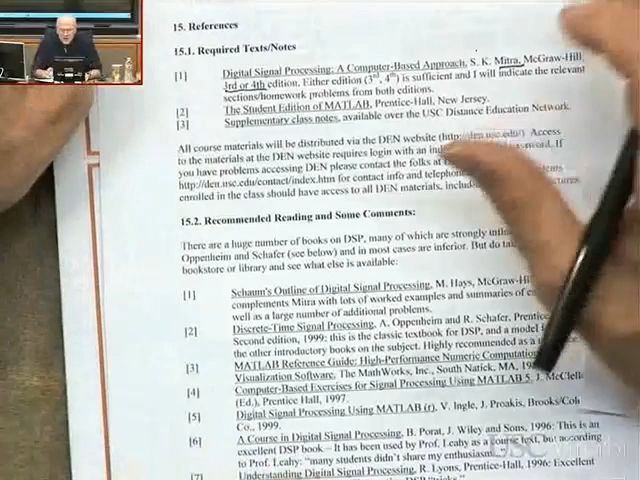 15. References
15.1. Required Texts/Notes
[1] Digital Signal Processing: A Computer-Based Approach, S. K. Mitra, McGraw-Hill,
3rd or 4th edition. Either edition (3rd, 4th) is sufficient and I will indicate the relevant
sections/homework problems from both editions.
[2] The Student Edition of MATLAB, Prentice-Hall, New Jersey.
[3] Supplementary class notes, available over the USC Distance Education Network.
All course materials will be distributed via the DEN website (http://den.usc.edu/) Access
to the materials at the DEN website requires login with an If
you have problems accessing DEN please contact the folks at
http://den.usc.edu/contact/index.htm for contact info and
enrolled in the class should have access to all DEN materials,
15.2. Recommended Reading and Some Comments:
There are a huge number of books on DSP, many of which are strongly
Oppenheim and Schafer (see below) and in most cases are inferior. But do
bookstore or library and see what else is available:
[1] Schaum's Outline of Digital Signal Processing, M. Hays,
complements Mitra with lots of worked examples and summaries of
well as a large number of additional problems.
[2] Discrete-Time Signal Processing, A. Oppenheim and R. Schafer,
Second edition, 1999: this is the classic textbook for DSP, and a model
the other introductory books on the subject. Highly recommended as a
[3] MATLAB Reference Guide: High-Performance Numeric Computation
Visualization Software, The MathWorks, Inc., South Natick, MA,
[4] Computer-Based Exercises for Signal Processing Using MATLAB 5, J.
(Ed.), Prentice Hall, 1997.
[5] Digital Signal Processing Using MATLAB (r), V. Ingle, J. Proakis,
Co., 1999.
[6] A Course in Digital Signal Processing, B. Porat, J. Wiley and Sons, 1996: This is an
excellent DSP book – It has been used by Prof. Leahy as a text, but according
to Prof. Leahy: "many students didn't share my
[7] Understanding Digital Signal Processing, R. Lyons, Prentice-Hall, 1996: Excellent
USC Viterbi